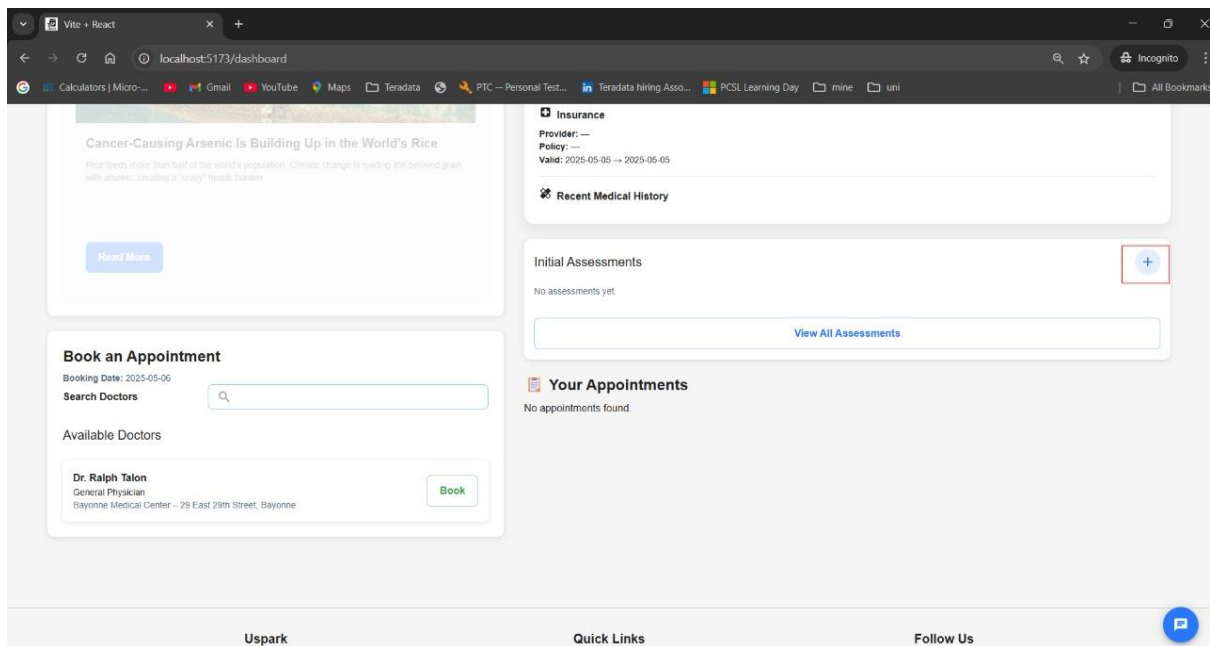 Vite + React
localhost:5173/dashboard
Incognito
Calculators | Micro-...
Gmail
YouTube
Maps
Teradata
PTC -- Personal Test...
Teradata hiring Asso...
PCSL Learning Day
mine
uni
All Bookmarks
Cancer-Causing Arsenic Is Building Up in the World's Rice
Rice feeds more than half of the world's population. Climate change is loading the beloved grain
with arsenic, creating a "scary" health burden.
Read More
Book an Appointment
Booking Date: 2025-05-06
Search Doctors
Available Doctors
Dr. Ralph Talon
General Physician
Bayonne Medical Center – 29 East 29th Street, Bayonne
Book
Insurance
Provider: —
Policy: —
Valid: 2025-05-05 → 2025-05-05
Recent Medical History
Initial Assessments
+
No assessments yet.
View All Assessments
Your Appointments
No appointments found.
Uspark
Quick Links
Follow Us